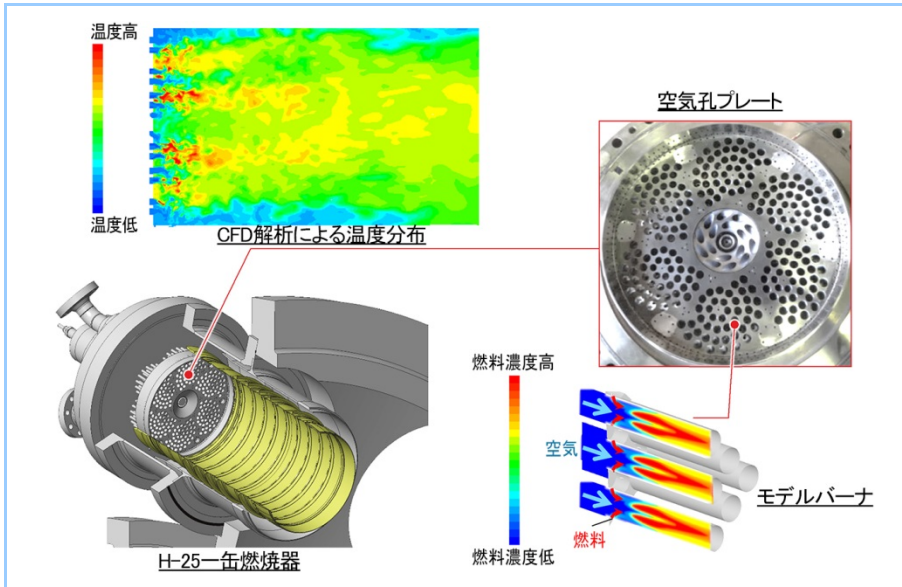 温度高
温度低
CFD解析による温度分布
空気孔プレート
燃料濃度高
空気
燃料
燃料濃度低
モデルバーナ
H-25一缶燃焼器